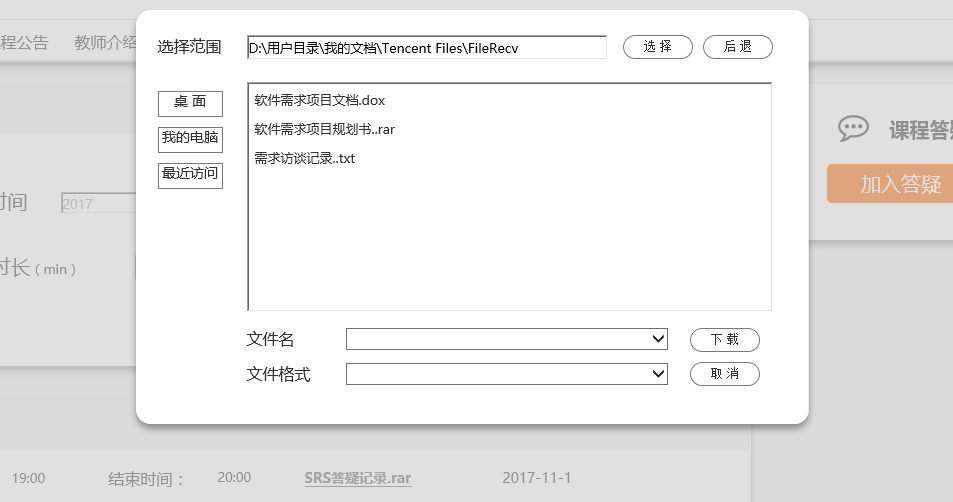 程公告 教师介绍
选择范围 D:\用户目录\我的文档\Tencent Files\FileRecv 选 择 后 退
桌 面
我的电脑
最近访问
软件需求项目文档.dox
软件需求项目规划书..rar
需求访谈记录..txt
课程答疑
加入答疑
时间 2017
时长 ( min )
文件名 下 载
文件格式 取 消
19:00 结束时间： 20:00 SRS答疑记录.rar 2017-11-1